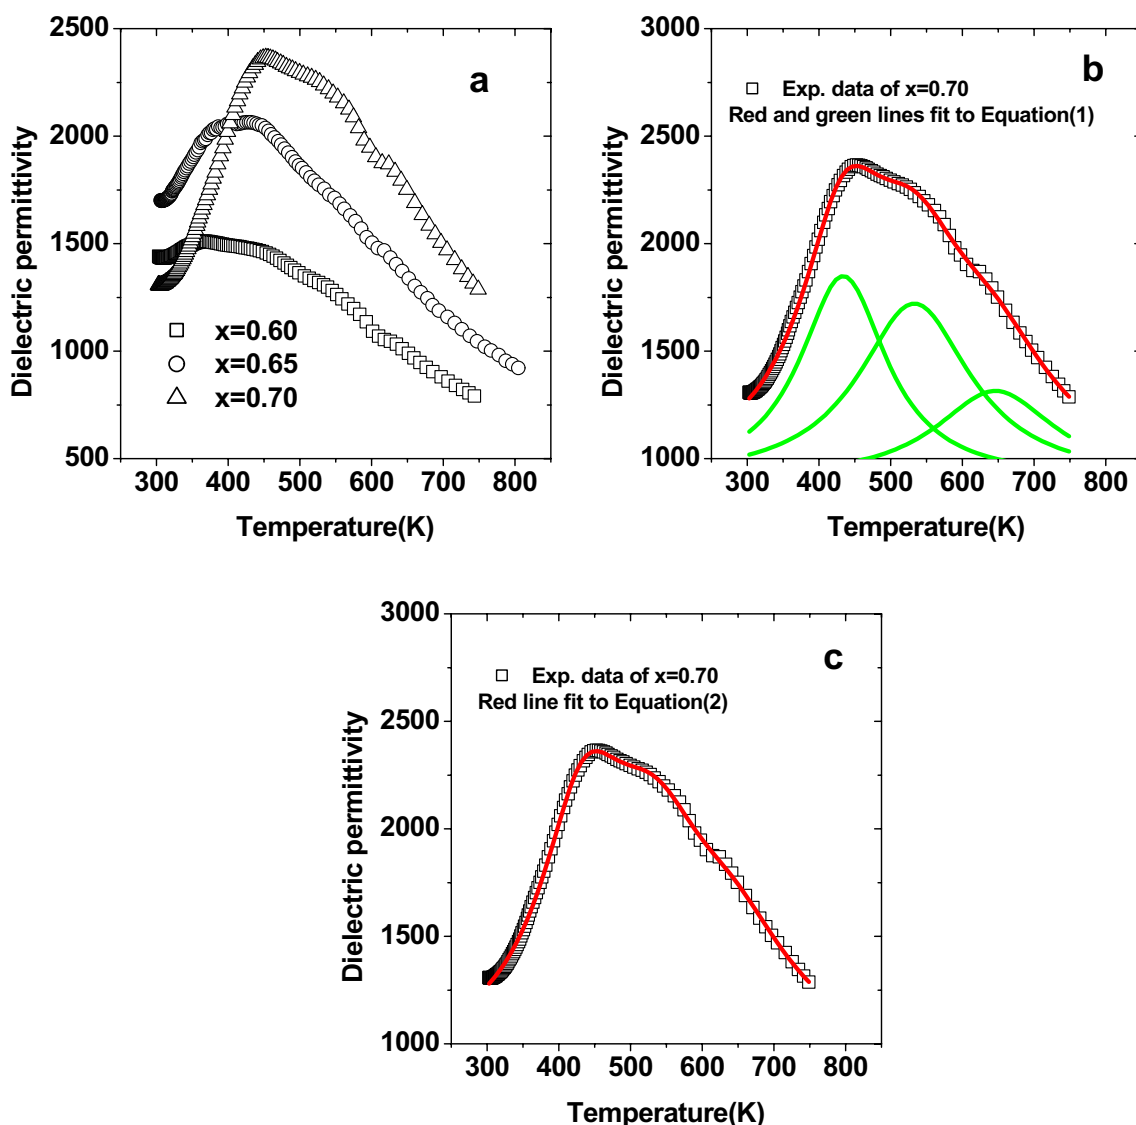 2500
2000
1500
1000
500
Dielectric permittivity
a
x=0.60
x=0.65
x=0.70
300 400 500 600 700 800
Temperature(K)
3000
2500
2000
1500
1000
Dielectric permittivity
b
Exp. data of x=0.70
Red and green lines fit to Equation(1)
300 400 500 600 700 800
Temperature(K)
3000
2500
2000
1500
1000
Dielectric permittivity
c
Exp. data of x=0.70
Red line fit to Equation(2)
300 400 500 600 700 800
Temperature(K)